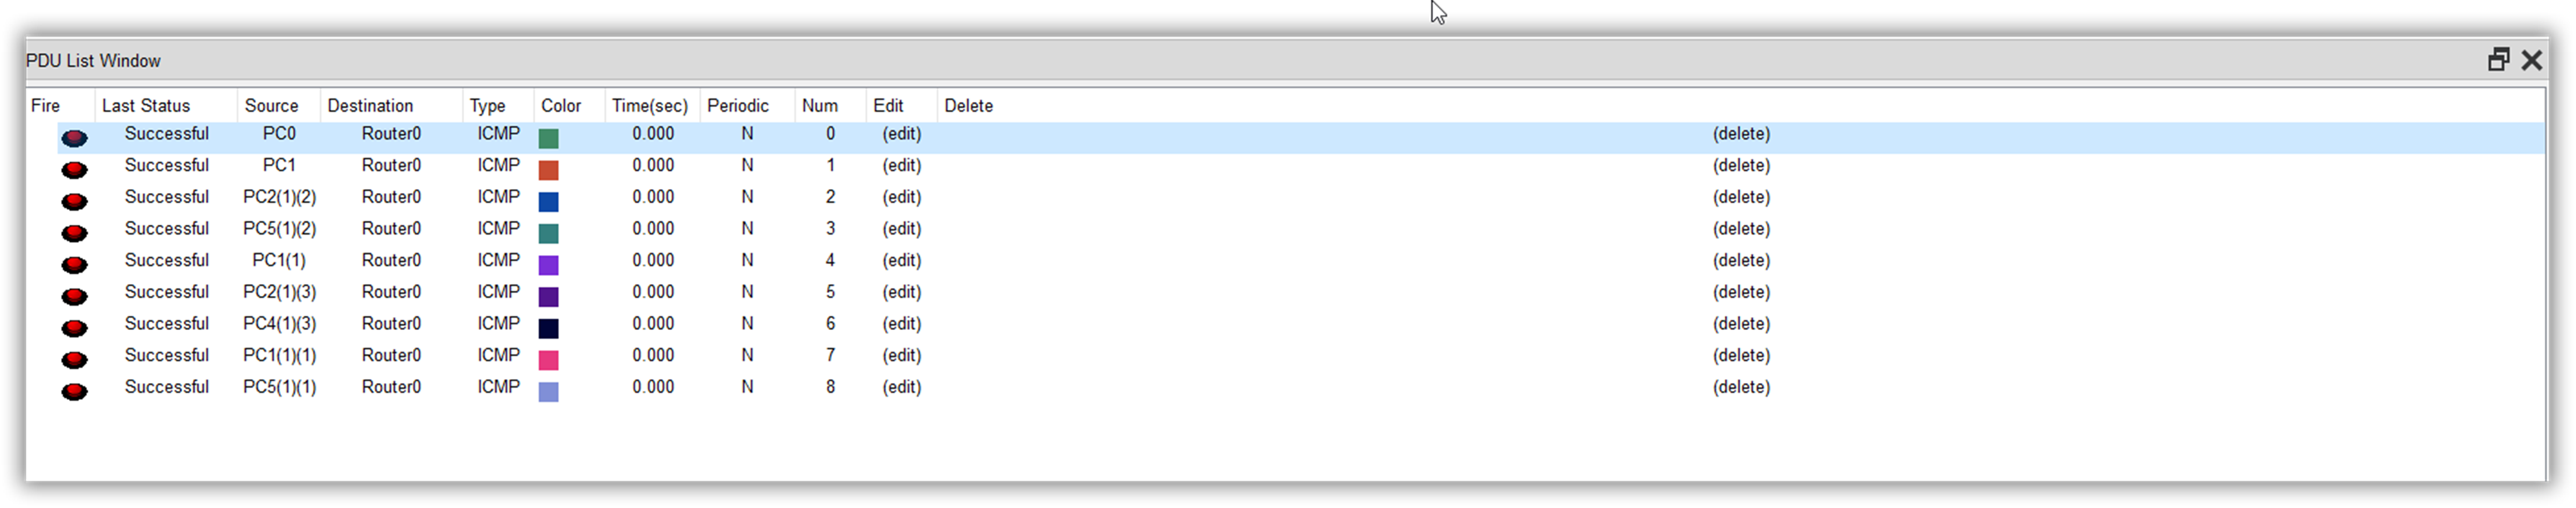 PDU List Window
Fire Last Status Source Destination Type Color Time(sec) Periodic Num Edit Delete
Successful PC0 Router0 ICMP 0.000 N 0 (edit) (delete)
Successful PC1 Router0 ICMP 0.000 N 1 (edit) (delete)
Successful PC2(1)(2) Router0 ICMP 0.000 N 2 (edit) (delete)
Successful PC5(1)(2) Router0 ICMP 0.000 N 3 (edit) (delete)
Successful PC1(1) Router0 ICMP 0.000 N 4 (edit) (delete)
Successful PC2(1)(3) Router0 ICMP 0.000 N 5 (edit) (delete)
Successful PC4(1)(3) Router0 ICMP 0.000 N 6 (edit) (delete)
Successful PC1(1)(1) Router0 ICMP 0.000 N 7 (edit) (delete)
Successful PC5(1)(1) Router0 ICMP 0.000 N 8 (edit) (delete)